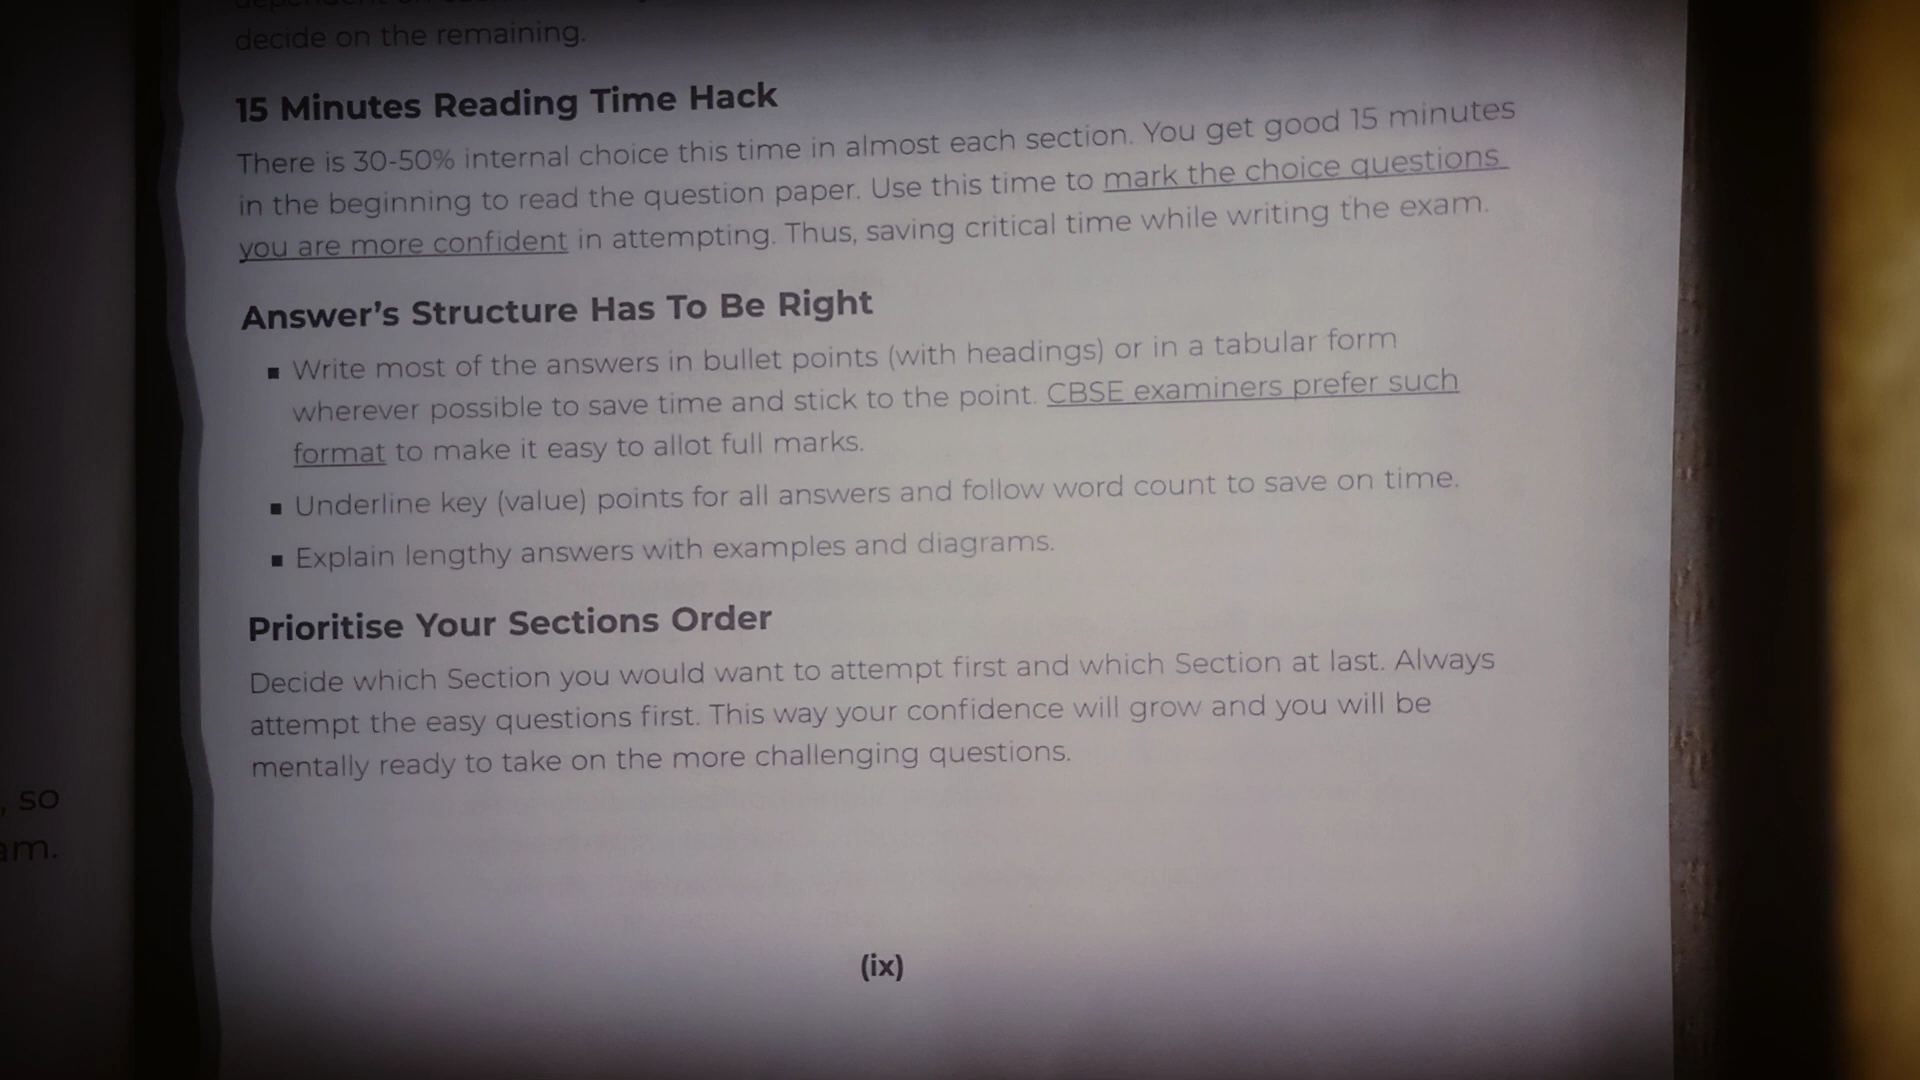 decide on the remaining.
15 Minutes Reading Time Hack
There is 30-50% internal choice this time in almost each section. You get good 15 minutes
in the beginning to read the question paper. Use this time to mark the choice questions
you are more confident in attempting. Thus, saving critical time while writing the exam.
Answer's Structure Has To Be Right
▪ Write most of the answers in bullet points (with headings) or in a tabular form
wherever possible to save time and stick to the point. CBSE examiners prefer such
format to make it easy to allot full marks.
▪ Underline key (value) points for all answers and follow word count to save on time.
▪ Explain lengthy answers with examples and diagrams.
Prioritise Your Sections Order
Decide which Section you would want to attempt first and which Section at last. Always
attempt the easy questions first. This way your confidence will grow and you will be
mentally ready to take on the more challenging questions.
, so
am.
(ix)